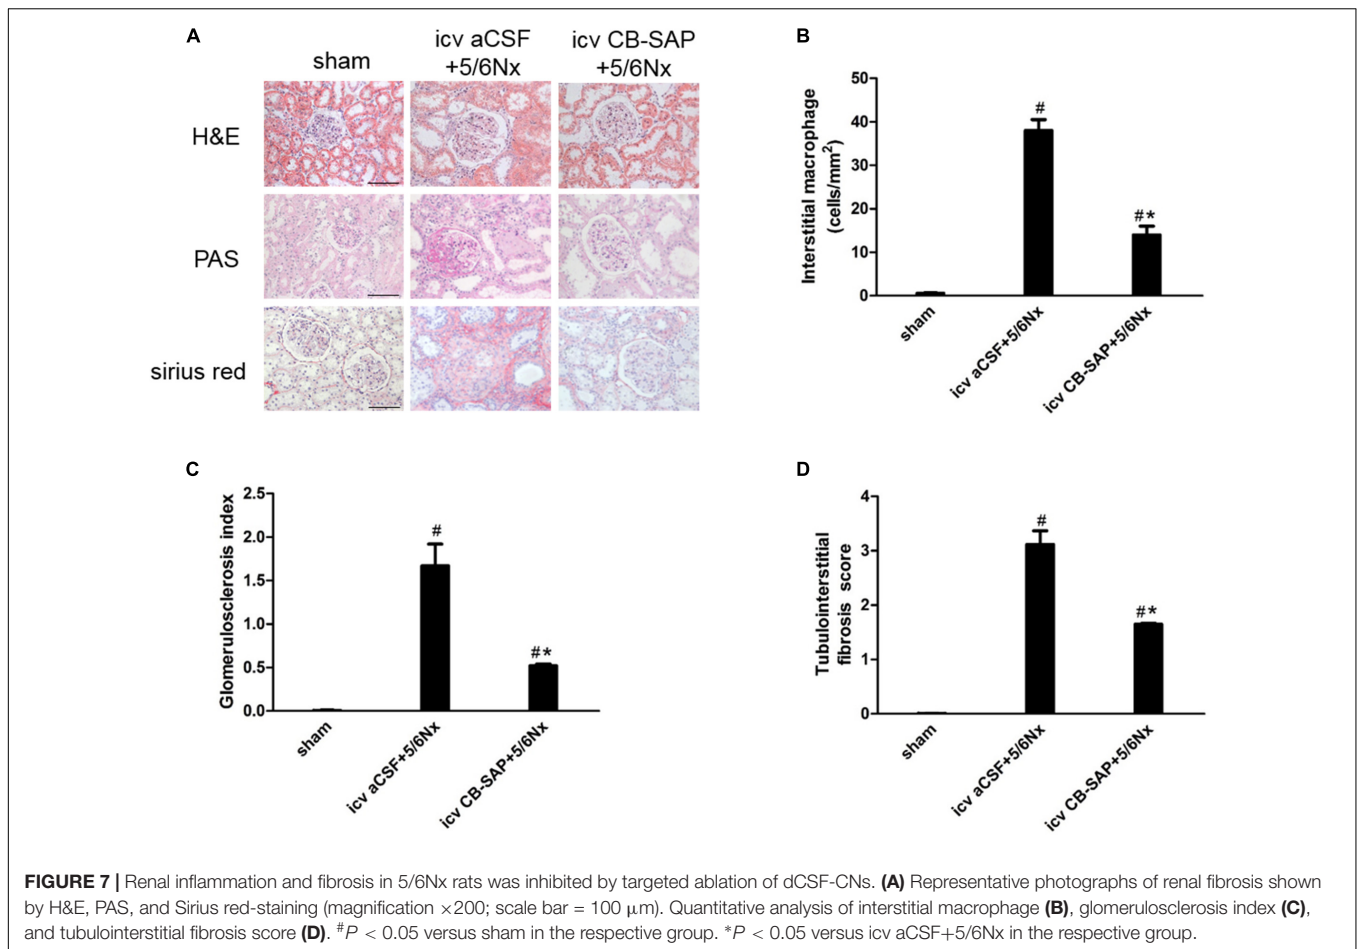 A
sham
icv aCSF
+5/6Nx
icv CB-SAP
+5/6Nx
H&E
PAS
sirius red
B
Interstitial macrophage
(cells/mm²)
50
40
30
20
10
0
#
#*
sham
icv aCSF+5/6Nx
icv CB-SAP+5/6Nx
C
Glomerulosclerosis index
2.5
2.0
1.5
1.0
0.5
0.0
#
#*
sham
icv aCSF+5/6Nx
icv CB-SAP+5/6Nx
D
Tubulointerstitial
fibrosis score
4
3
2
1
0
#
#*
sham
icv aCSF+5/6Nx
icv CB-SAP+5/6Nx
FIGURE 7 | Renal inflammation and fibrosis in 5/6Nx rats was inhibited by targeted ablation of dCSF-CNs. (A) Representative photographs of renal fibrosis shown
by H&E, PAS, and Sirius red-staining (magnification ×200; scale bar = 100 μm). Quantitative analysis of interstitial macrophage (B), glomerulosclerosis index (C),
and tubulointerstitial fibrosis score (D). #P < 0.05 versus sham in the respective group. *P < 0.05 versus icv aCSF+5/6Nx in the respective group.